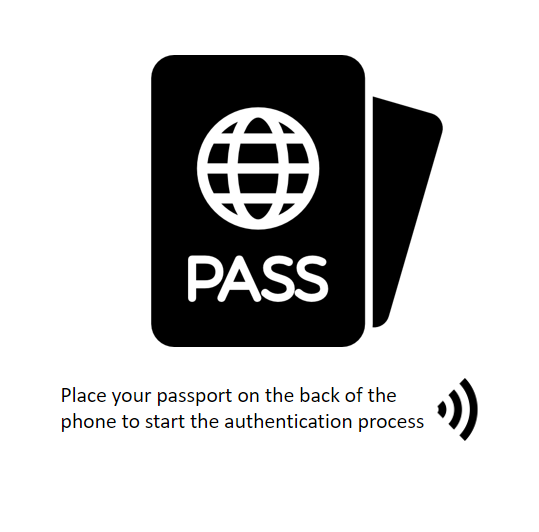 PASS
Place your passport on the back of the
phone to start the authentication process